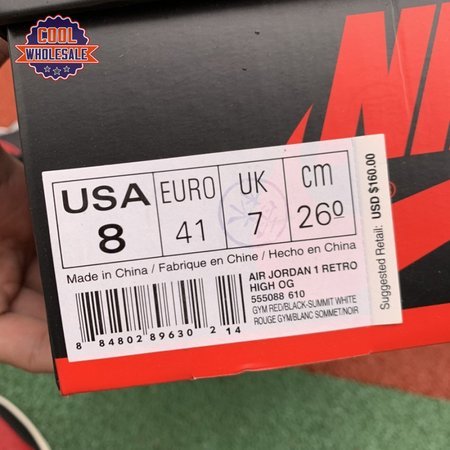 COOL
WHOLESALE
USA EURO UK cm
8 41 7 26⁰
Made in China / Fabrique en Chine / Hecho en China
AIR JORDAN 1 RETRO
HIGH OG
555088 610
GYM RED/BLACK-SUMMIT WHITE
ROUGE GYM/BLANC SOMMET/NOIR
8 84802 89630 2 14
Suggested Retail: USD $160.00